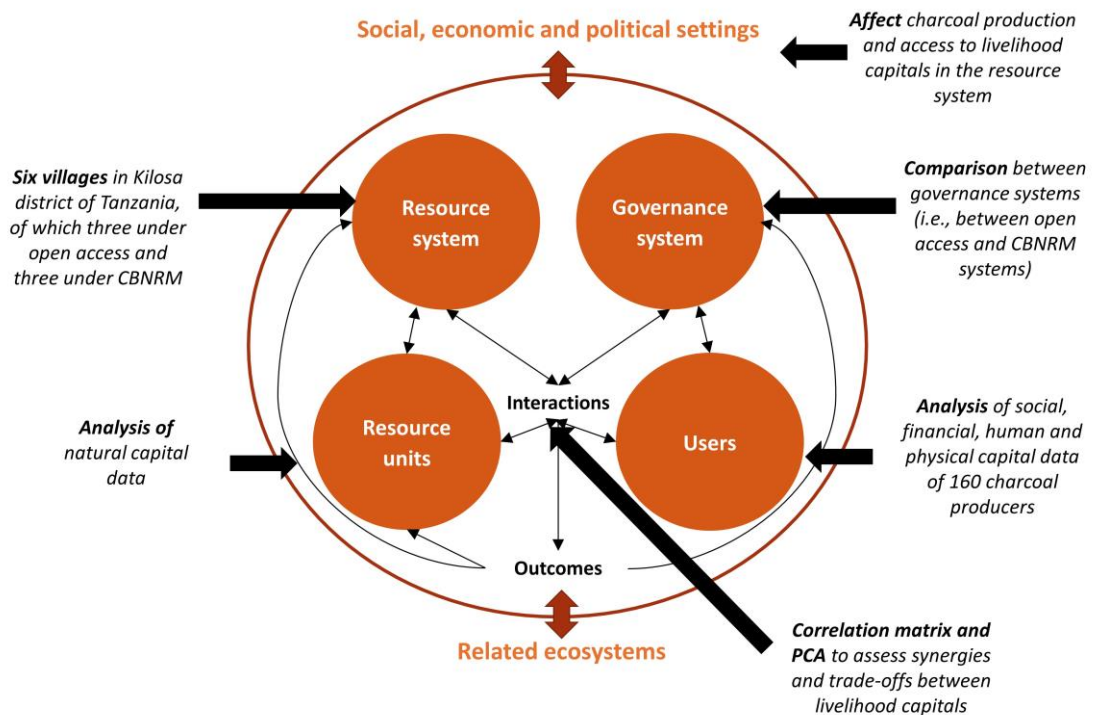 Social, economic and political settings
Affect charcoal production
and access to livelihood
capitals in the resource
system
Six villages in Kilosa
district of Tanzania,
of which three under
open access and
three under CBNRM
Resource
system
Governance
system
Comparison between
governance systems
(i.e., between open
access and CBNRM
systems)
Analysis of
natural capital
data
Resource
units
Interactions
Users
Analysis of social,
financial, human and
physical capital data
of 160 charcoal
producers
Outcomes
Related ecosystems
Correlation matrix and
PCA to assess synergies
and trade-offs between
livelihood capitals